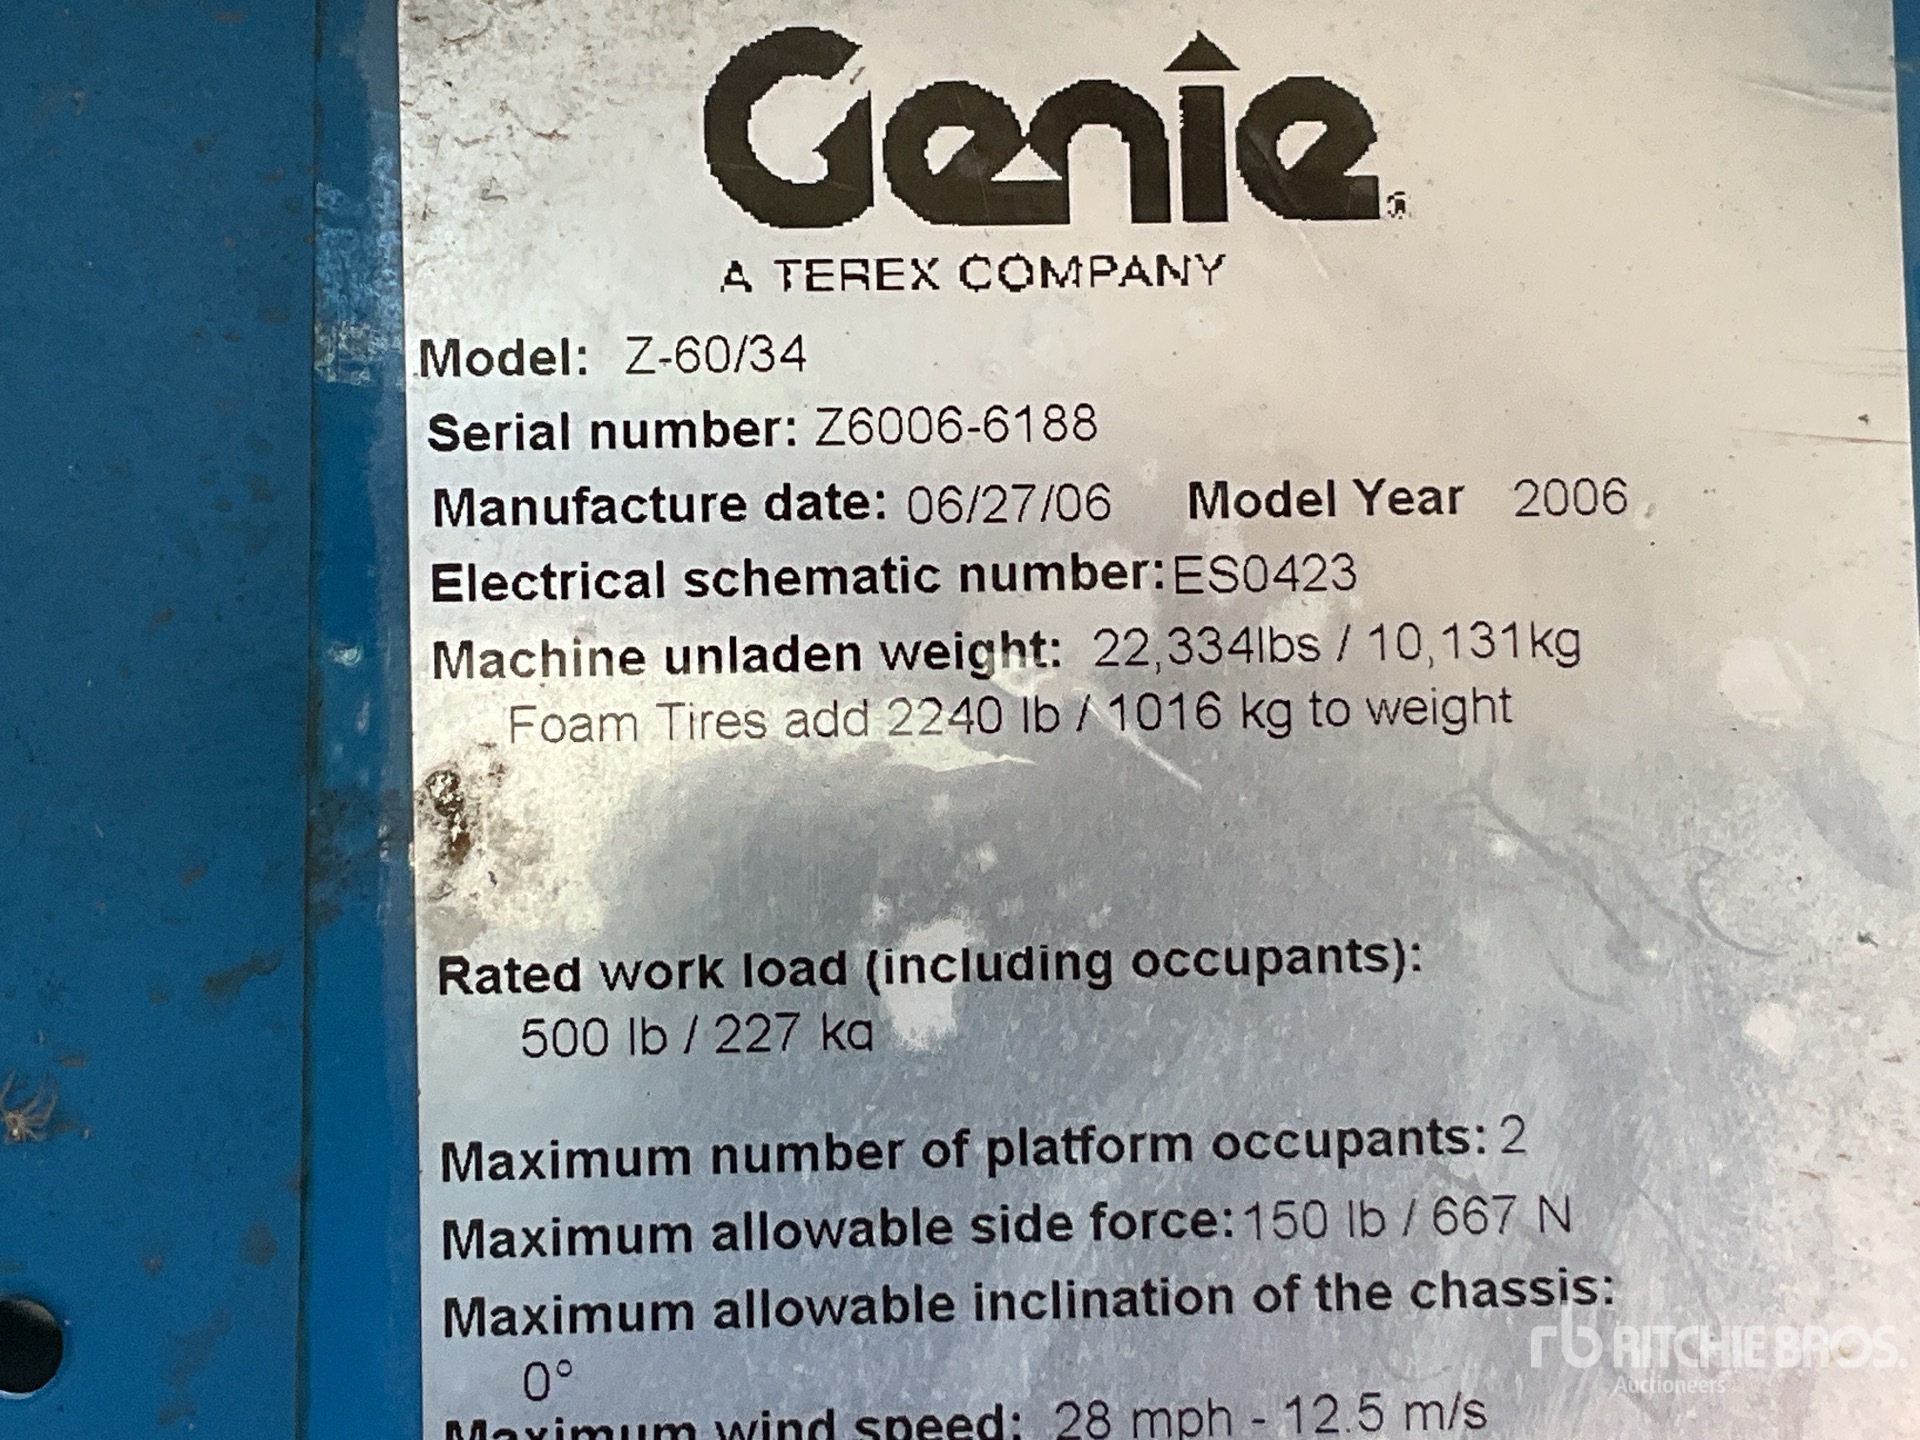 Genie®
A TEREX COMPANY
Model: Z-60/34
Serial number: Z6006-6188
Manufacture date: 06/27/06 Model Year 2006
Electrical schematic number: ES0423
Machine unladen weight: 22,334lbs / 10,131kg
Foam Tires add 2240 lb / 1016 kg to weight
Rated work load (including occupants):
500 lb / 227 kg
Maximum number of platform occupants: 2
Maximum allowable side force: 150 lb / 667 N
Maximum allowable inclination of the chassis:
0°
Maximum wind speed: 28 mph - 12.5 m/s
rb RITCHIE BROS.
Auctioneers